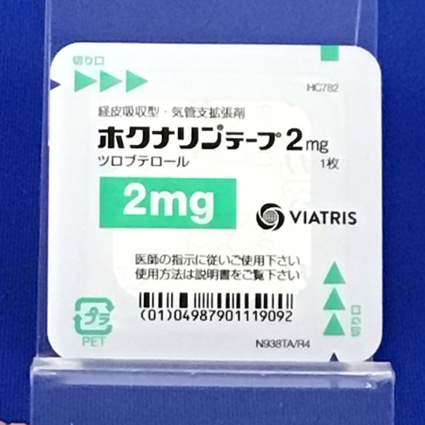 切り口
HC782
経皮吸収型・気管支拡張剤
ホクナリンテープ2mg
ツロブテロール 1枚
2mg
VIATRIS
医師の指示に従いご使用下さい
使用方法は説明書をご覧下さい
(01)04987901119092
プラ
PET
切り口
N938TA/R4